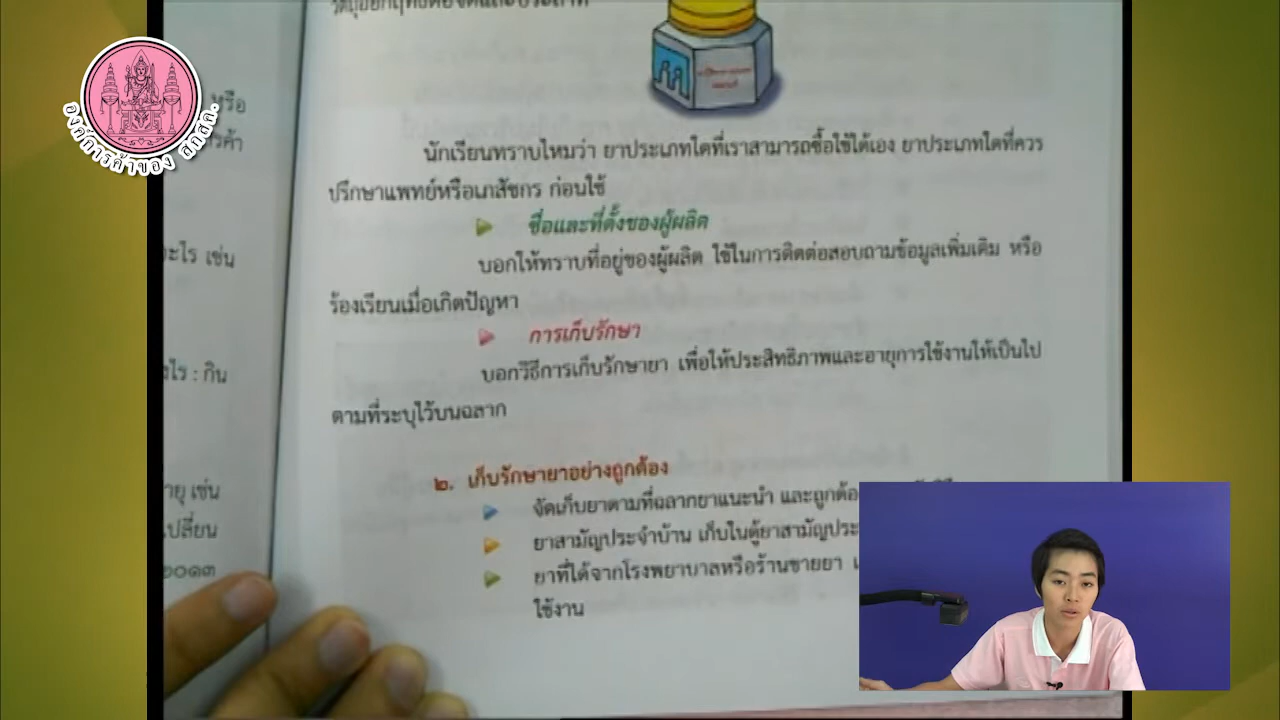 องค์การค้าของ สกสค.
หรือ
อะไร เช่น
กิน
อายุ เช่น
เปลี่ยน
๒๐๑๓
นักเรียนทราบไหมว่า ยาประเภทใดที่เราสามารถซื้อใช้ได้เอง ยาประเภทใดที่ควร
ปรึกษาแพทย์หรือเภสัชกร ก่อนใช้
ชื่อและที่ตั้งของผู้ผลิต
บอกให้ทราบที่อยู่ของผู้ผลิต ใช้ในการติดต่อสอบถามข้อมูลเพิ่มเติม หรือ
ร้องเรียนเมื่อเกิดปัญหา
การเก็บรักษา
บอกวิธีการเก็บรักษายา เพื่อให้ประสิทธิภาพและอายุการใช้งานให้เป็นไป
ตามที่ระบุไว้บนฉลาก
๒. เก็บรักษายาอย่างถูกต้อง
จัดเก็บยาตามที่ฉลากยาแนะนำ และถูกต้อ
ยาสามัญประจำบ้าน เก็บในตู้ยาสามัญประ
ยาที่ได้จากโรงพยาบาลหรือร้านขายยา
ใช้งาน